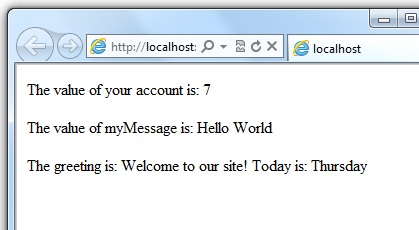 http://localhost:
localhost
The value of your account is: 7
The value of myMessage is: Hello World
The greeting is: Welcome to our site! Today is: Thursday